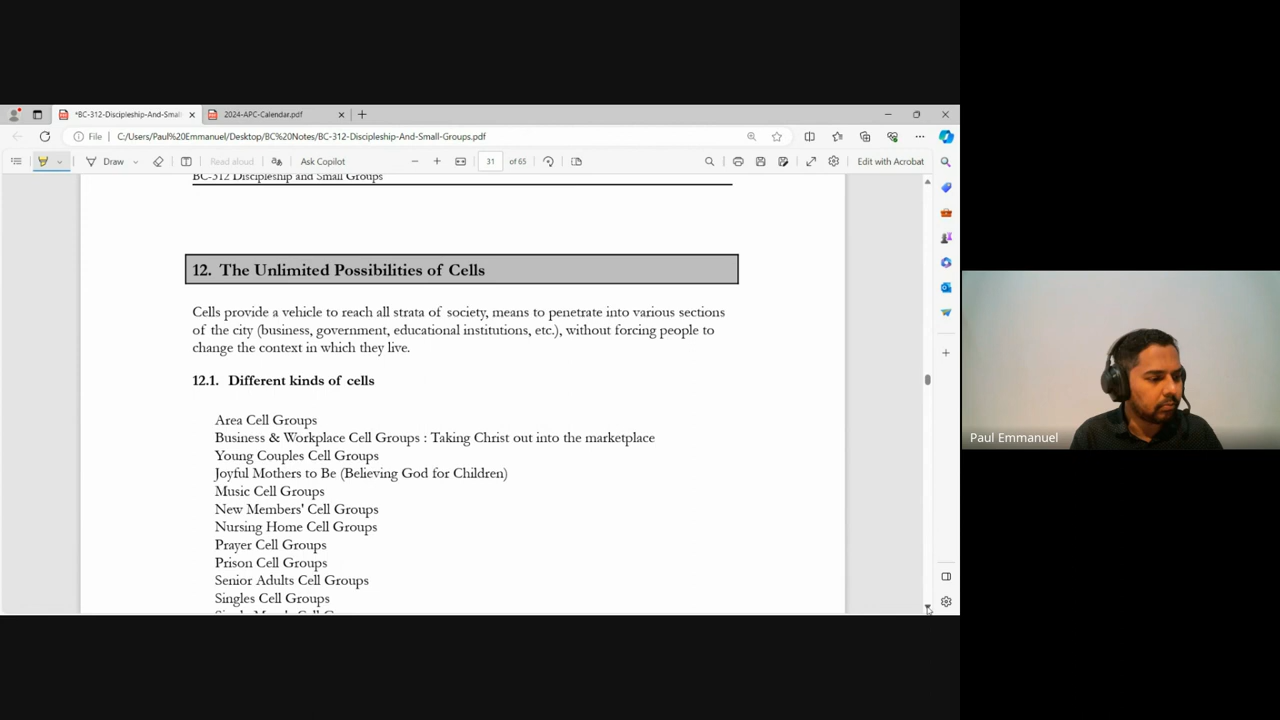 *BC-312-Discipleship-And-Small
2024-APC-Calendar.pdf
File
C:/Users/Paul%20Emmanuel/Desktop/BC%20Notes/BC-312-Discipleship-And-Small-Groups.pdf
Draw
Read aloud
Ask Copilot
31 of 65
Edit with Acrobat
BC-312 Discipleship and Small Groups
12. The Unlimited Possibilities of Cells
Cells provide a vehicle to reach all strata of society, means to penetrate into various sections
of the city (business, government, educational institutions, etc.), without forcing people to
change the context in which they live.
12.1. Different kinds of cells
Area Cell Groups
Business & Workplace Cell Groups : Taking Christ out into the marketplace
Young Couples Cell Groups
Joyful Mothers to Be (Believing God for Children)
Music Cell Groups
New Members' Cell Groups
Nursing Home Cell Groups
Prayer Cell Groups
Prison Cell Groups
Senior Adults Cell Groups
Singles Cell Groups
Paul Emmanuel